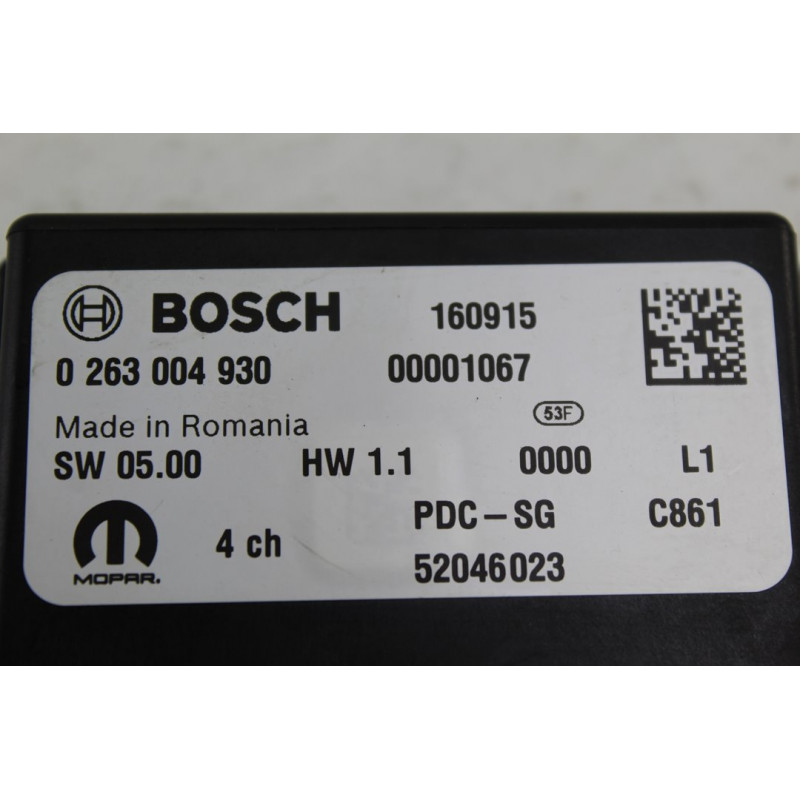 BOSCH 160915
0 263 004 930 00001067
53F
Made in Romania
SW 05.00 HW 1.1 0000 L1
4 ch PDC-SG C861
MOPAR. 52046023